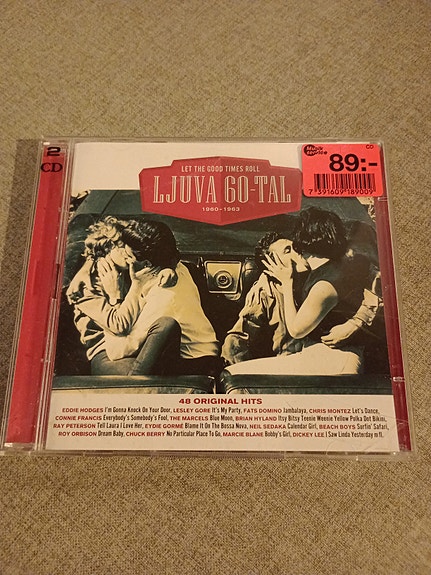 2
CD
LET THE GOOD TIMES ROLL
LJUVA 60-TAL
1960-1963
CD
89:-
7 391609 189009
48 ORIGINAL HITS
EDDIE HODGES I'm Gonna Knock On Your Door, LESLEY GORE It's My Party, FATS DOMINO Jambalaya, CHRIS MONTEZ Let's Dance,
CONNIE FRANCIS Everybody's Somebody's Fool, THE MARCELS Blue Moon, BRIAN HYLAND Itsy Bitsy Teenie Weenie Yellow Polka Dot Bikini,
RAY PETERSON Tell Laura I Love Her, EYDIE GORMÉ Blame It On The Bossa Nova, NEIL SEDAKA Calendar Girl, BEACH BOYS Surfin' Safari,
ROY ORBISON Dream Baby, CHUCK BERRY No Particular Place To Go, MARCIE BLANE Bobby's Girl, DICKEY LEE I Saw Linda Yesterday m fl.